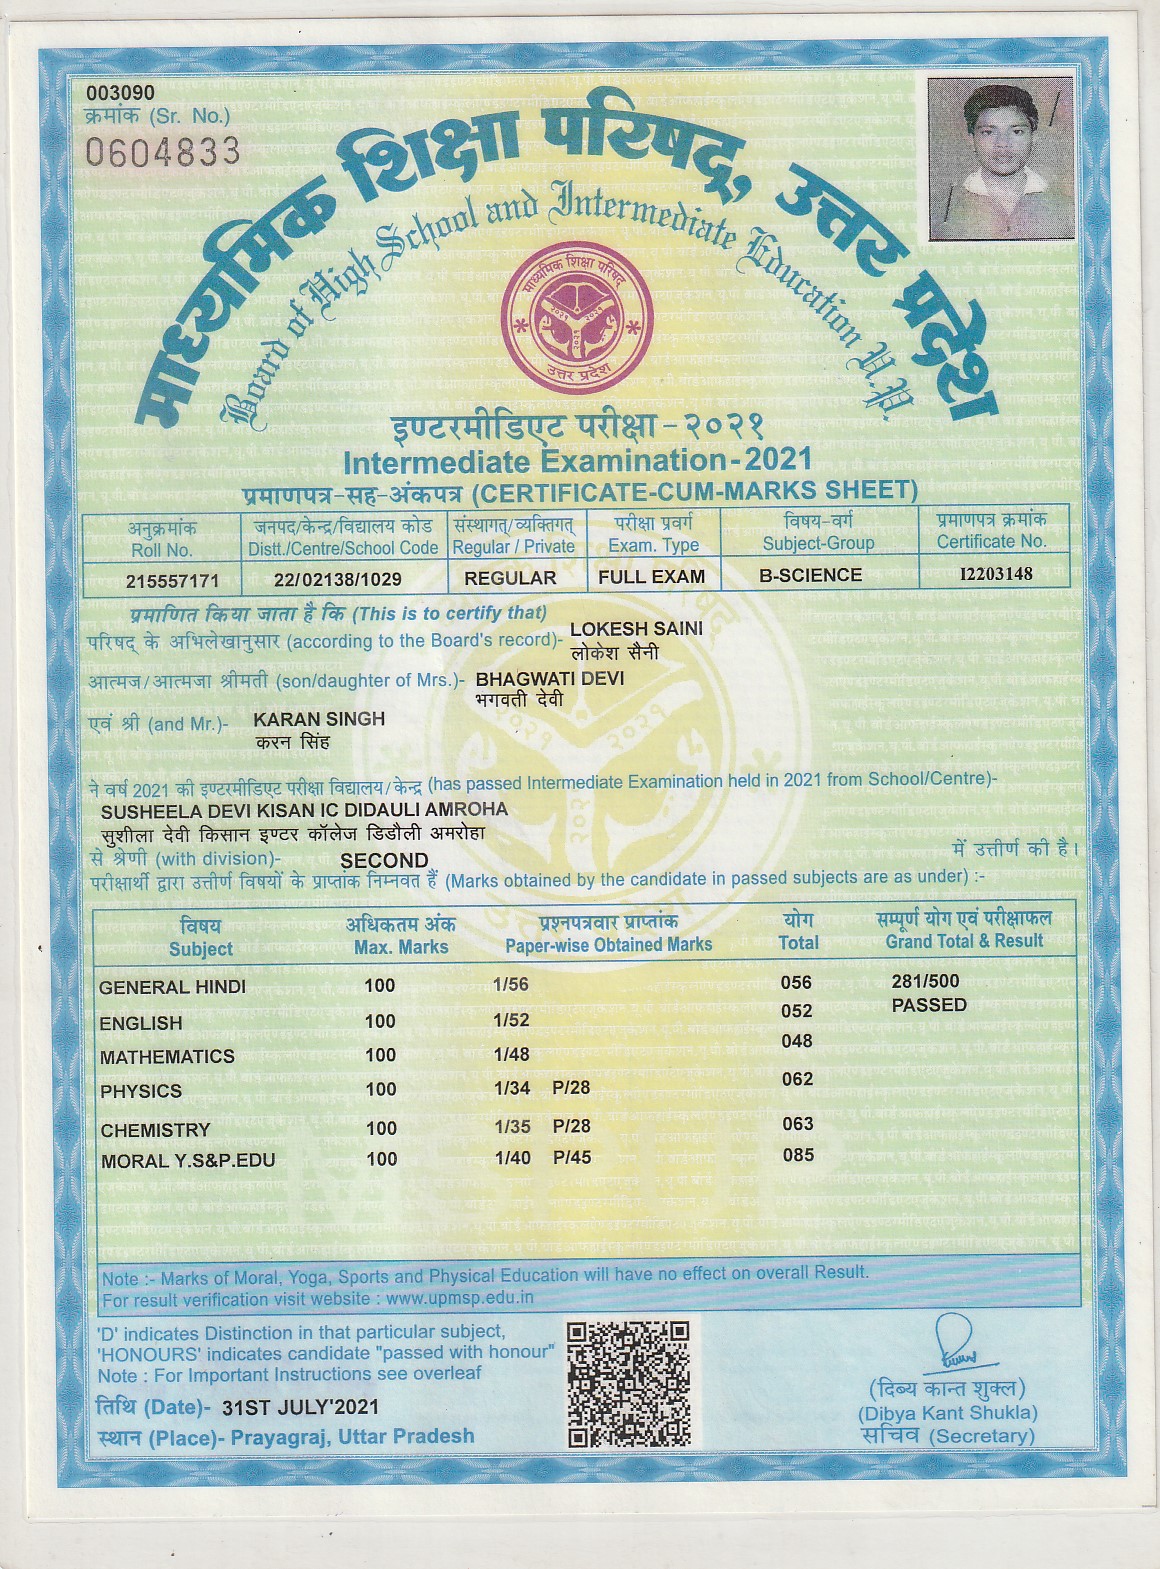 003090
क्रमांक (Sr. No.)
0604833
माध्यमिक शिक्षा परिषद्, उत्तर प्रदेश
Board of High School and Intermediate Education U.P.
माध्यमिक शिक्षा परिषद्
२०२१ २०२१
२०२१
उत्तर प्रदेश
इण्टरमीडिएट परीक्षा - २०२१
Intermediate Examination - 2021
प्रमाणपत्र-सह-अंकपत्र (CERTIFICATE-CUM-MARKS SHEET)
अनुक्रमांक जनपद/केन्द्र/विद्यालय कोड संस्थागत्/व्यक्तिगत् परीक्षा प्रवर्ग विषय-वर्ग प्रमाणपत्र क्रमांक
Roll No. Distt./Centre/School Code Regular / Private Exam. Type Subject-Group Certificate No.
215557171 22/02138/1029 REGULAR FULL EXAM B-SCIENCE I2203148
प्रमाणित किया जाता है कि (This is to certify that)
परिषद् के अभिलेखानुसार (according to the Board's record)- LOKESH SAINI
लोकेश सैनी
आत्मज/आत्मजा श्रीमती (son/daughter of Mrs.)- BHAGWATI DEVI
भगवती देवी
एवं श्री (and Mr.)- KARAN SINGH
करन सिंह
ने वर्ष 2021 की इण्टरमीडिएट परीक्षा विद्यालय/केन्द्र (has passed Intermediate Examination held in 2021 from School/Centre)-
SUSHEELA DEVI KISAN IC DIDAULI AMROHA
सुशीला देवी किसान इण्टर कॉलेज डिडौली अमरोहा
से श्रेणी (with division)- SECOND में उत्तीर्ण की है।
परीक्षार्थी द्वारा उत्तीर्ण विषयों के प्राप्तांक निम्नवत हैं (Marks obtained by the candidate in passed subjects are as under) :-
विषय अधिकतम अंक प्रश्नपत्रवार प्राप्तांक योग सम्पूर्ण योग एवं परीक्षाफल
Subject Max. Marks Paper-wise Obtained Marks Total Grand Total & Result
GENERAL HINDI 100 1/56 056 281/500
PASSED
ENGLISH 100 1/52 052
MATHEMATICS 100 1/48 048
PHYSICS 100 1/34 P/28 062
CHEMISTRY 100 1/35 P/28 063
MORAL Y.S&P.EDU 100 1/40 P/45 085
Note :- Marks of Moral, Yoga, Sports and Physical Education will have no effect on overall Result.
For result verification visit website : www.upmsp.edu.in
'D' indicates Distinction in that particular subject,
'HONOURS' indicates candidate "passed with honour"
Note : For Important Instructions see overleaf
तिथि (Date)- 31ST JULY'2021
स्थान (Place)- Prayagraj, Uttar Pradesh
(दिब्य कान्त शुक्ल)
(Dibya Kant Shukla)
सचिव (Secretary)